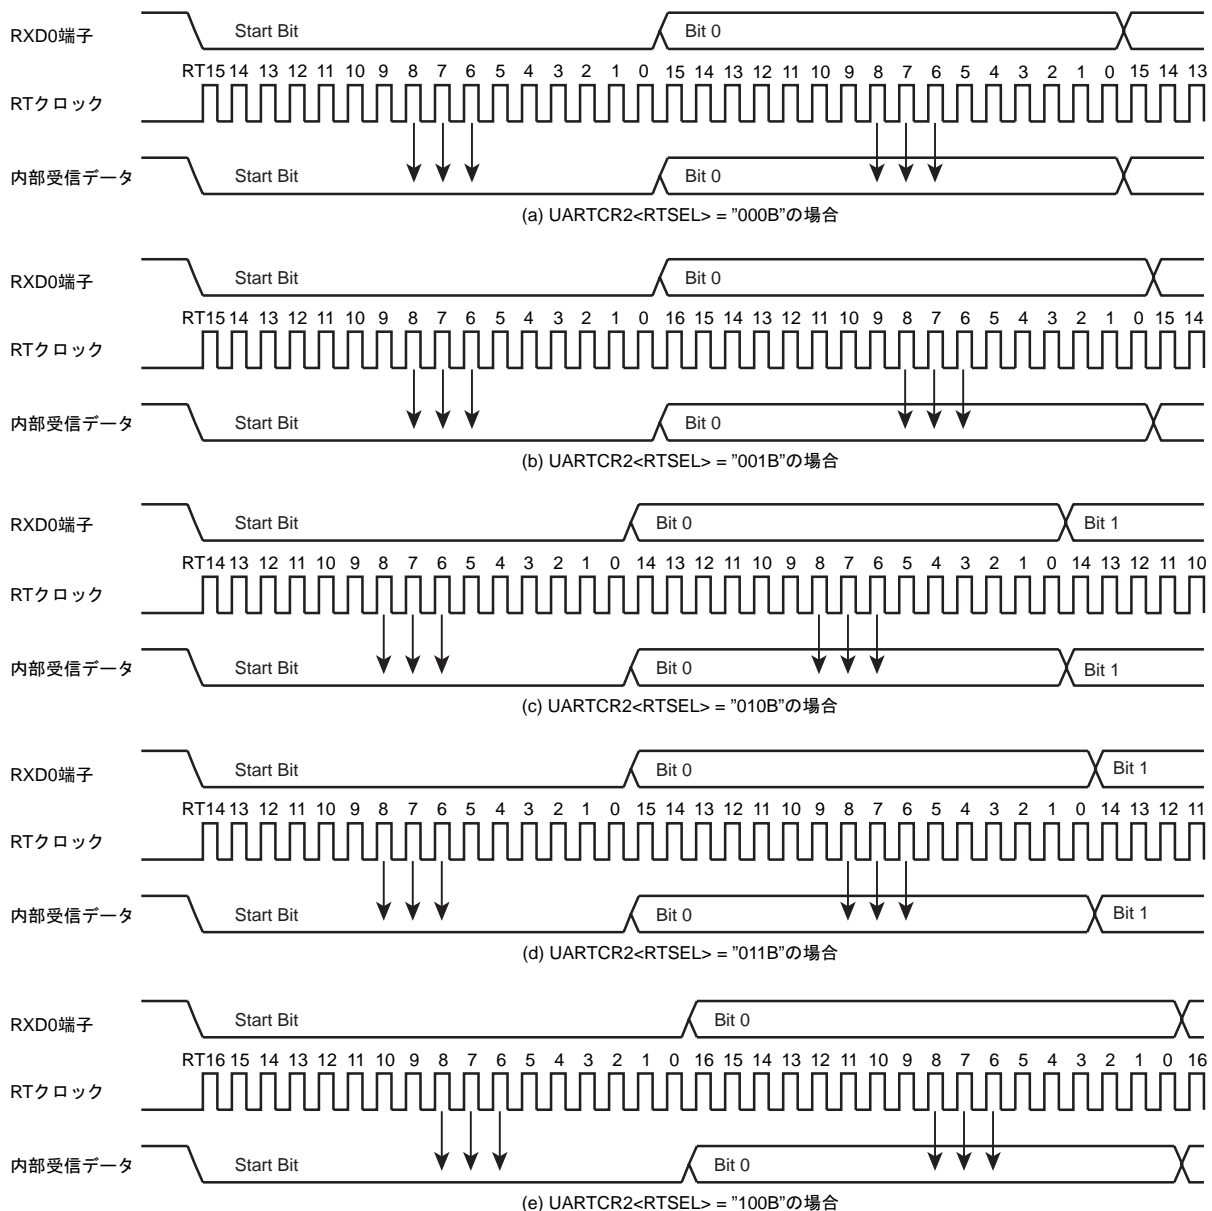 RXD0端子 Start Bit Bit 0
RT15 14 13 12 11 10 9 8 7 6 5 4 3 2 1 0 15 14 13 12 11 10 9 8 7 6 5 4 3 2 1 0 15 14 13
RTクロック
内部受信データ Start Bit Bit 0
(a) UARTCR2<RTSEL> = ”000B”の場合
RXD0端子 Start Bit Bit 0
RT15 14 13 12 11 10 9 8 7 6 5 4 3 2 1 0 16 15 14 13 12 11 10 9 8 7 6 5 4 3 2 1 0 15 14
RTクロック
内部受信データ Start Bit Bit 0
(b) UARTCR2<RTSEL> = ”001B”の場合
RXD0端子 Start Bit Bit 0 Bit 1
RT14 13 12 11 10 9 8 7 6 5 4 3 2 1 0 14 13 12 11 10 9 8 7 6 5 4 3 2 1 0 14 13 12 11 10
RTクロック
内部受信データ Start Bit Bit 0 Bit 1
(c) UARTCR2<RTSEL> = ”010B”の場合
RXD0端子 Start Bit Bit 0 Bit 1
RT14 13 12 11 10 9 8 7 6 5 4 3 2 1 0 15 14 13 12 11 10 9 8 7 6 5 4 3 2 1 0 14 13 12 11
RTクロック
内部受信データ Start Bit Bit 0 Bit 1
(d) UARTCR2<RTSEL> = ”011B”の場合
RXD0端子 Start Bit Bit 0
RT16 15 14 13 12 11 10 9 8 7 6 5 4 3 2 1 0 16 15 14 13 12 11 10 9 8 7 6 5 4 3 2 1 0 16
RTクロック
内部受信データ Start Bit Bit 0
(e) UARTCR2<RTSEL> = ”100B”の場合